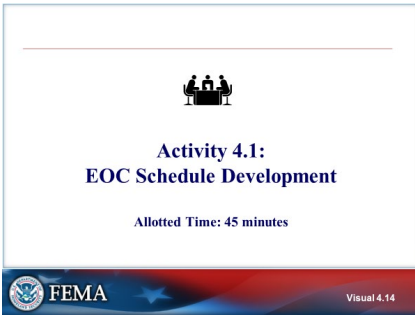 Activity 4.1:
EOC Schedule Development
Allotted Time: 45 minutes
FEMA
Visual 4.14